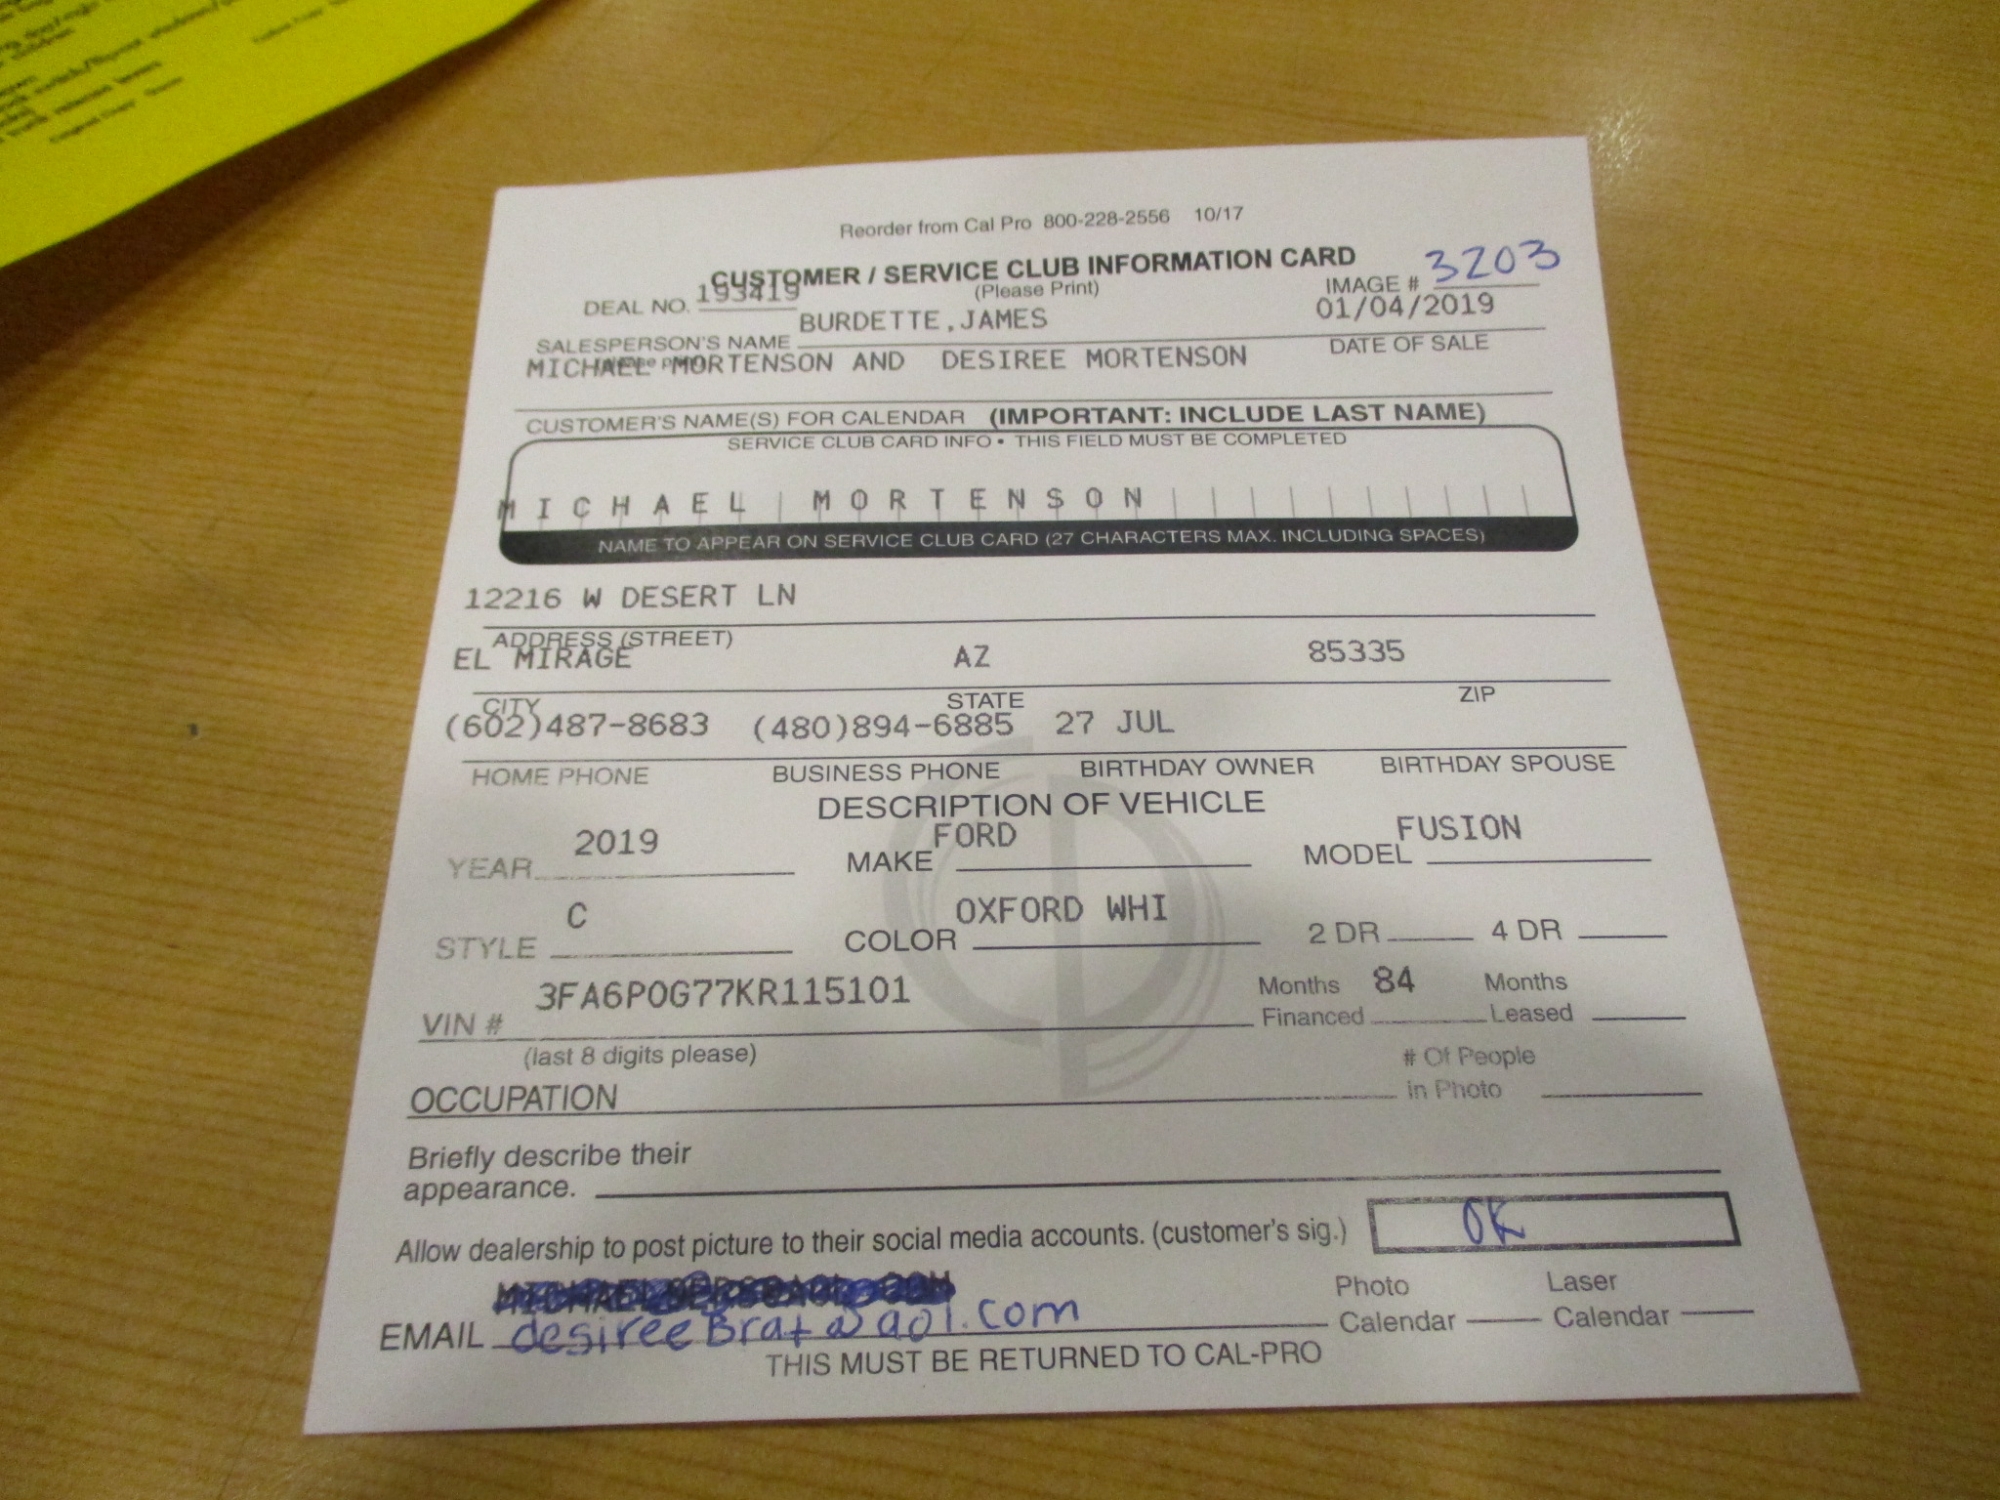 Reorder from Cal Pro 800-228-2556 10/17
CUSTOMER / SERVICE CLUB INFORMATION CARD
DEAL NO. 193419 (Please Print) IMAGE # 3203
BURDETTE,JAMES 01/04/2019
SALESPERSON'S NAME DATE OF SALE
MICHAEL MORTENSON AND DESIREE MORTENSON
CUSTOMER'S NAME(S) FOR CALENDAR (IMPORTANT: INCLUDE LAST NAME)
SERVICE CLUB CARD INFO • THIS FIELD MUST BE COMPLETED
MICHAEL MORTENSON
NAME TO APPEAR ON SERVICE CLUB CARD (27 CHARACTERS MAX. INCLUDING SPACES)
12216 W DESERT LN
ADDRESS (STREET)
EL MIRAGE AZ 85335
CITY STATE ZIP
(602)487-8683 (480)894-6885 27 JUL
HOME PHONE BUSINESS PHONE BIRTHDAY OWNER BIRTHDAY SPOUSE
DESCRIPTION OF VEHICLE
YEAR 2019 MAKE FORD MODEL FUSION
STYLE C COLOR OXFORD WHI 2 DR 4 DR
VIN # 3FA6P0G77KR115101 Months Financed 84 Months Leased
(last 8 digits please) # Of People
OCCUPATION in Photo
Briefly describe their
appearance.
Allow dealership to post picture to their social media accounts. (customer's sig.) OK
Photo Laser
EMAIL desireeBrat@aol.com Calendar Calendar
THIS MUST BE RETURNED TO CAL-PRO